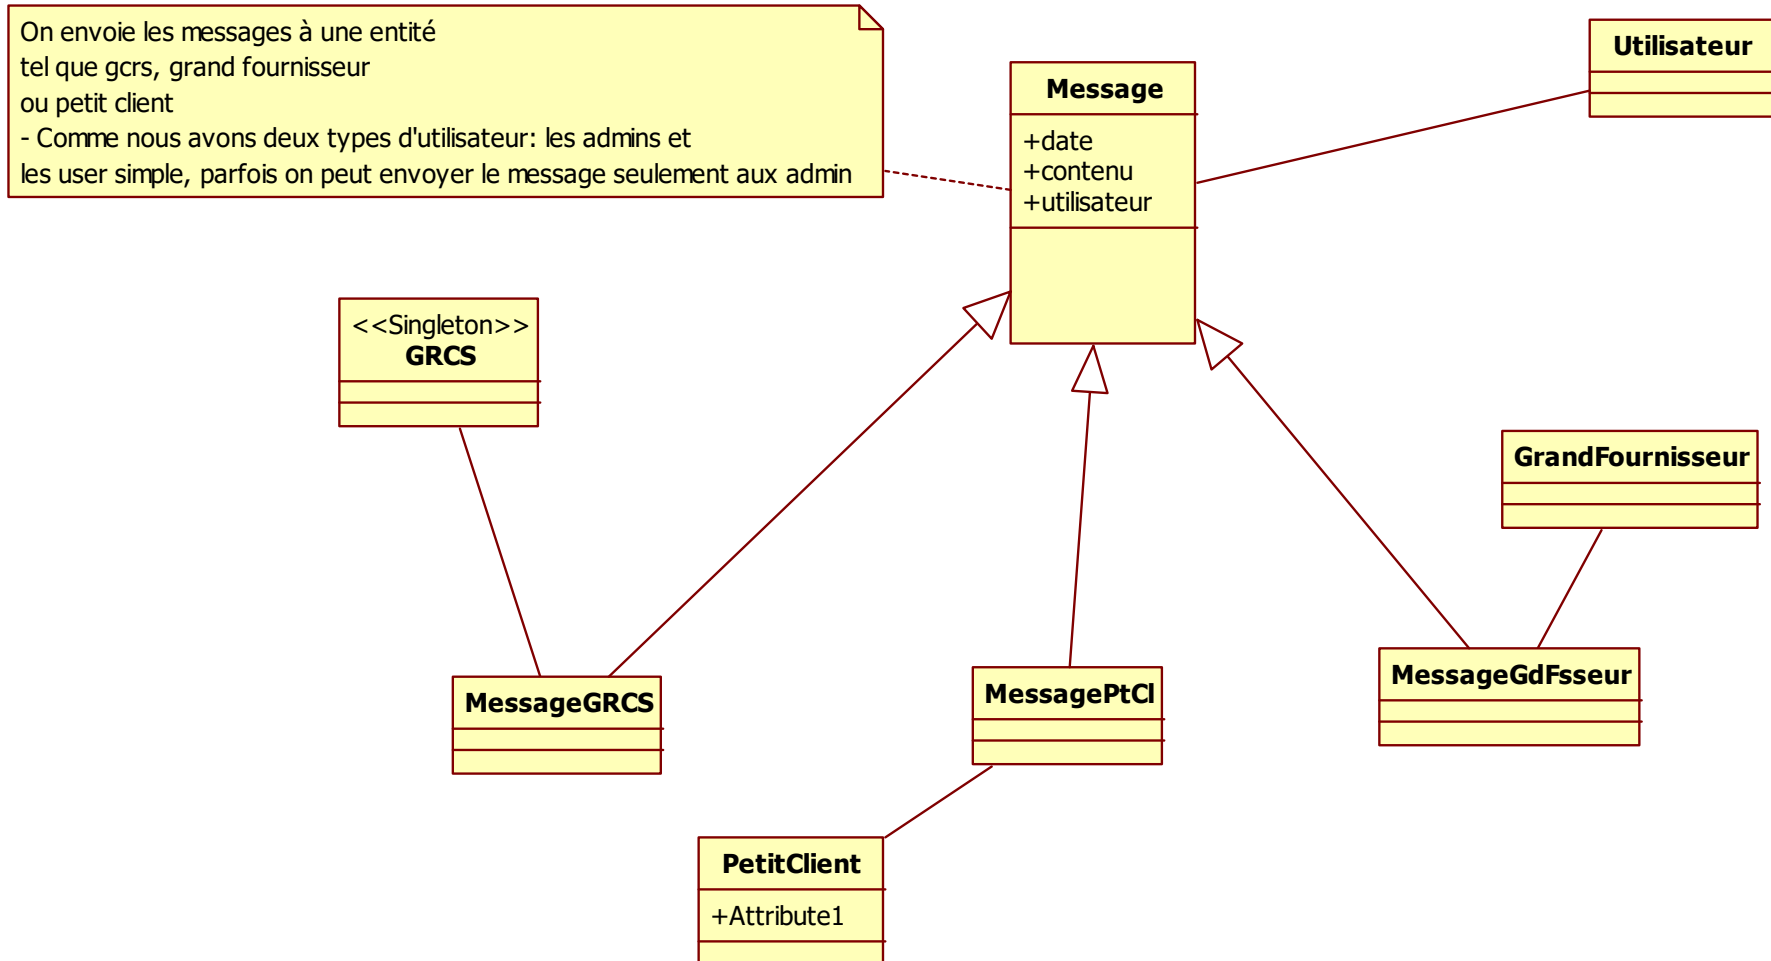 On envoie les messages à une entité
tel que gcrs, grand fournisseur
ou petit client
- Comme nous avons deux types d'utilisateur: les admins et
les user simple, parfois on peut envoyer le message seulement aux admin
Utilisateur
Message
+date
+contenu
+utilisateur
<<Singleton>>
GRCS
GrandFournisseur
MessageGRCS
MessagePtCl
MessageGdFsseur
PetitClient
+Attribute1